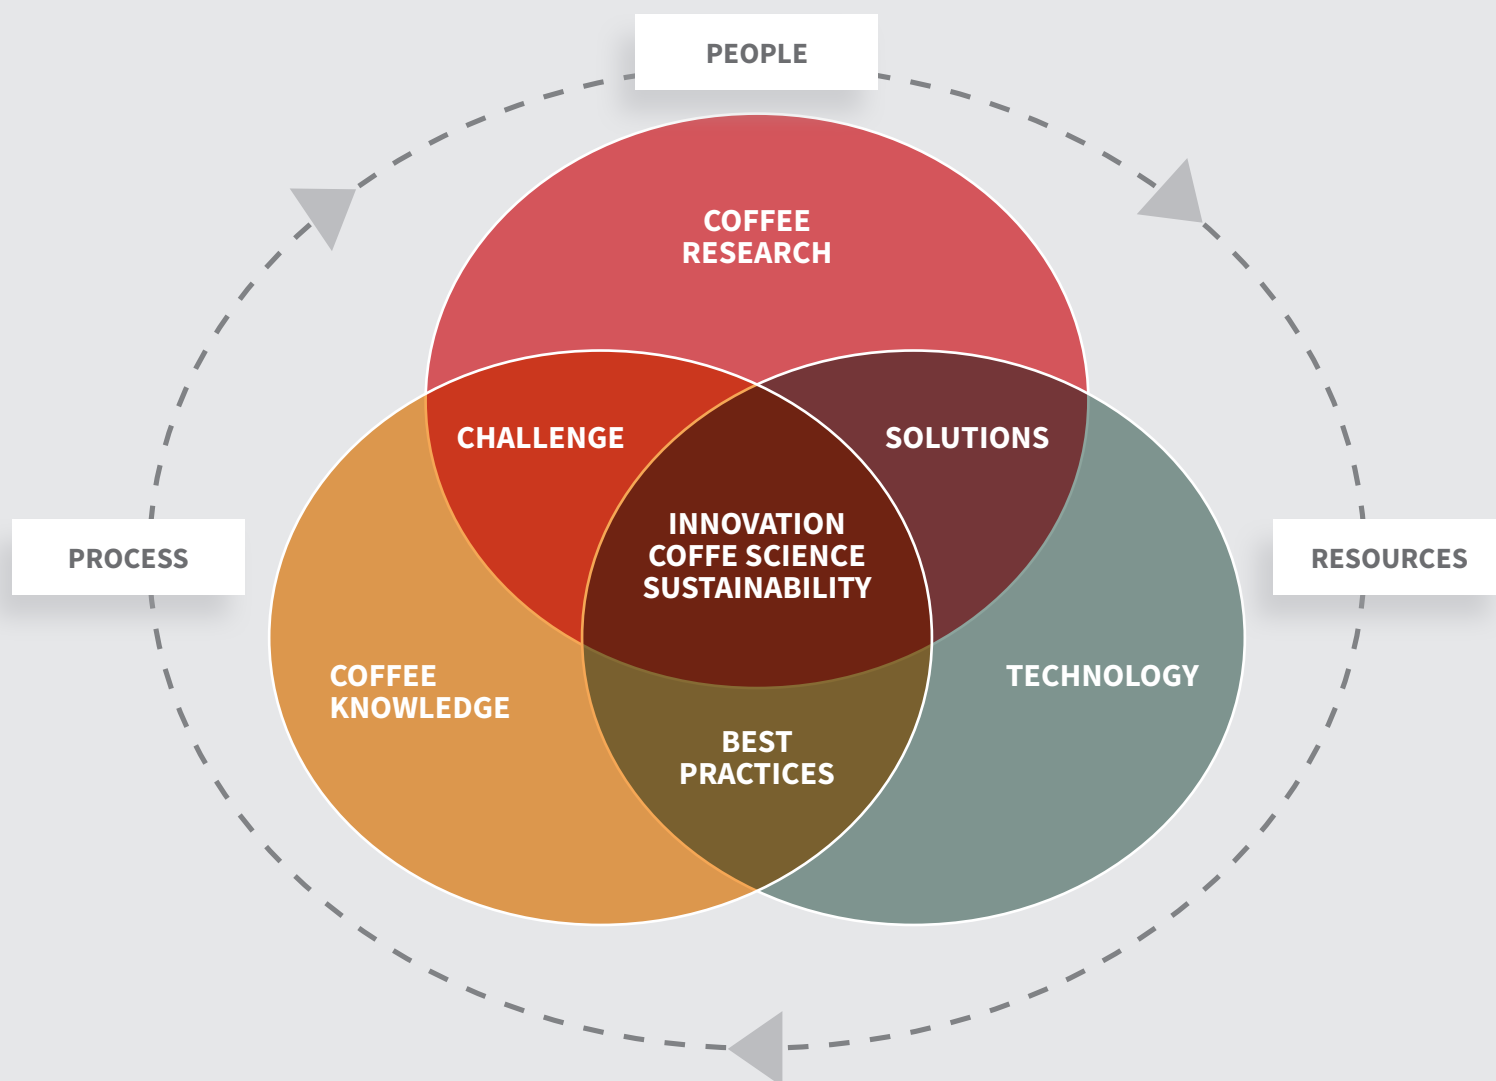 PEOPLE
COFFEE
RESEARCH
CHALLENGE
SOLUTIONS
INNOVATION
COFFE SCIENCE
SUSTAINABILITY
PROCESS
RESOURCES
COFFEE
KNOWLEDGE
TECHNOLOGY
BEST
PRACTICES